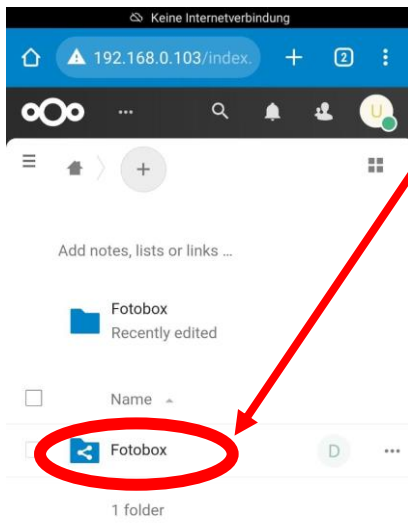 Keine Internetverbindung
192.168.0.103/index.
2
U
Add notes, lists or links ...
Fotobox
Recently edited
Name
Fotobox
D
1 folder